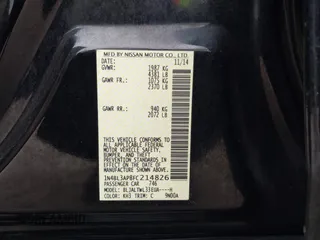 MFD BY NISSAN MOTOR CO., LTD.
DATE: 11/14
GVWR: 1987 KG
4381 LB
GAWR FR: 1075 KG
2370 LB
GAWR RR: 940 KG
2072 LB
THIS VEHICLE CONFORMS TO ALL
APPLICABLE FEDERAL MOTOR
VEHICLE SAFETY, BUMPER, AND
THEFT PREVENTION STANDARDS
IN EFFECT ON THE DATE OF
MANUFACTURE SHOWN ABOVE.
1N4BL3AP8FC214826
PASSENGER CAR 746
COLOR: KH3 TRIM: C